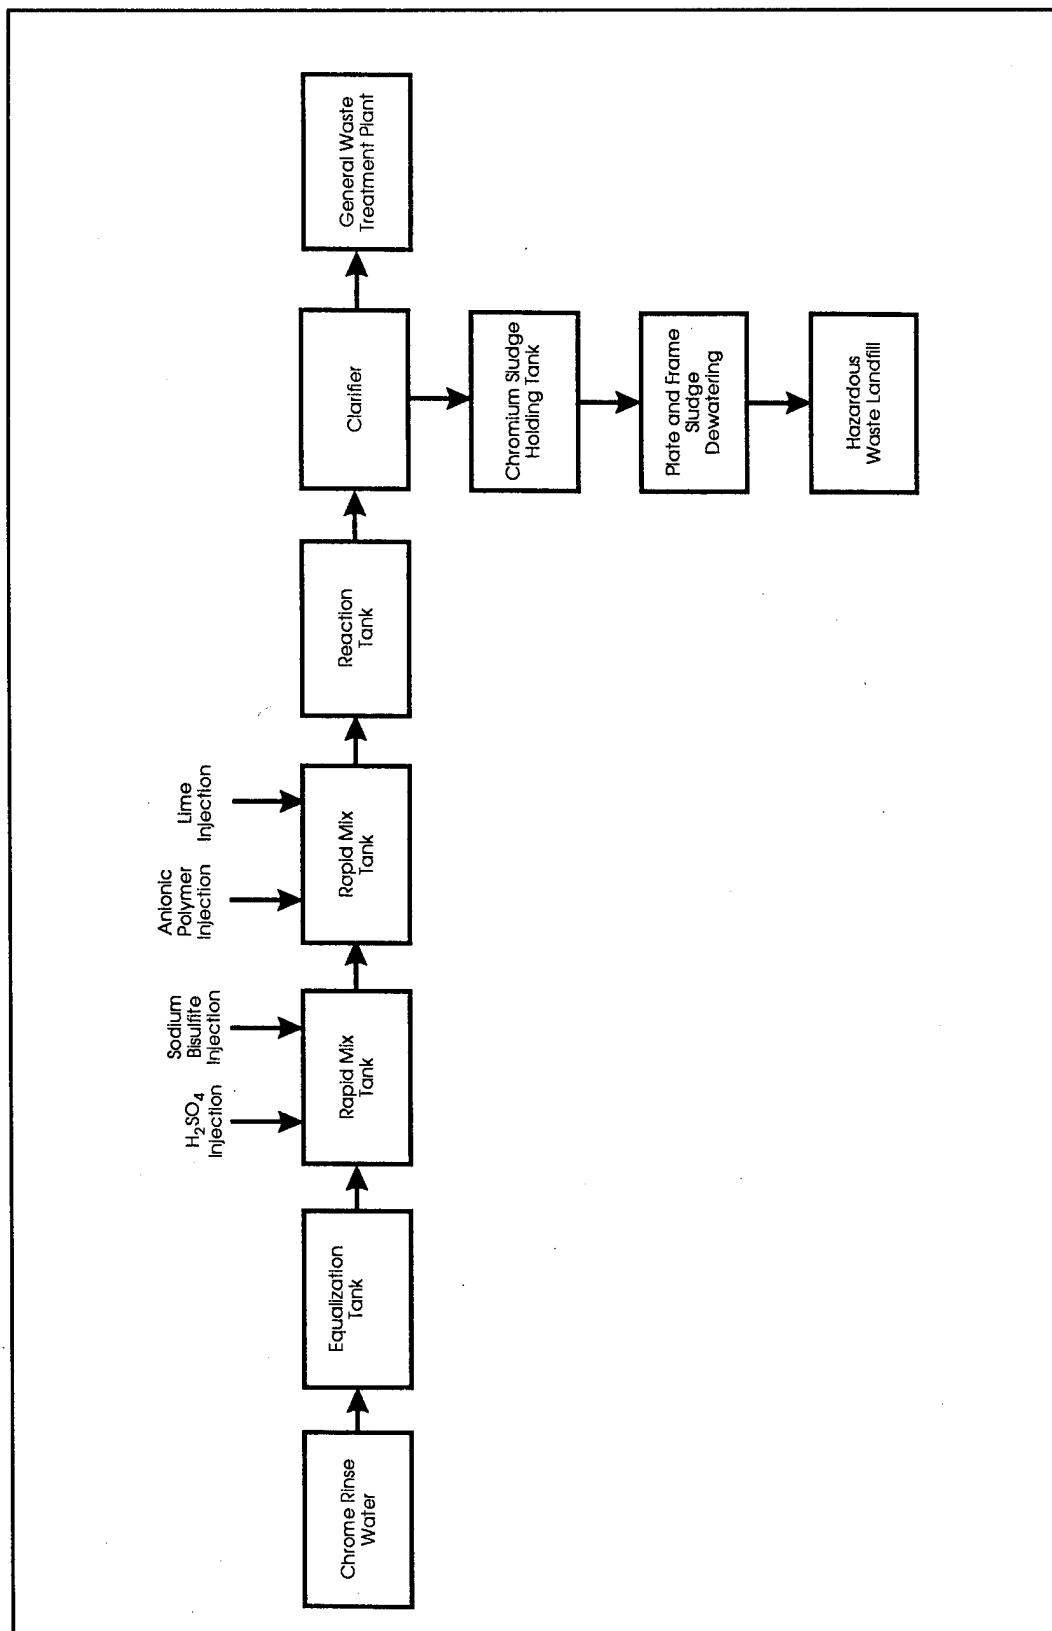 Chrome Rinse
Water
Equalization
Tank
H₂SO₄
Injection
Sodium
Bisulfite
Injection
Rapid Mix
Tank
Anionic
Polymer
Injection
Lime
Injection
Rapid Mix
Tank
Reaction
Tank
Clarifier
General Waste
Treatment Plant
Chromium Sludge
Holding Tank
Plate and Frame
Sludge
Dewatering
Hazardous
Waste Landfill